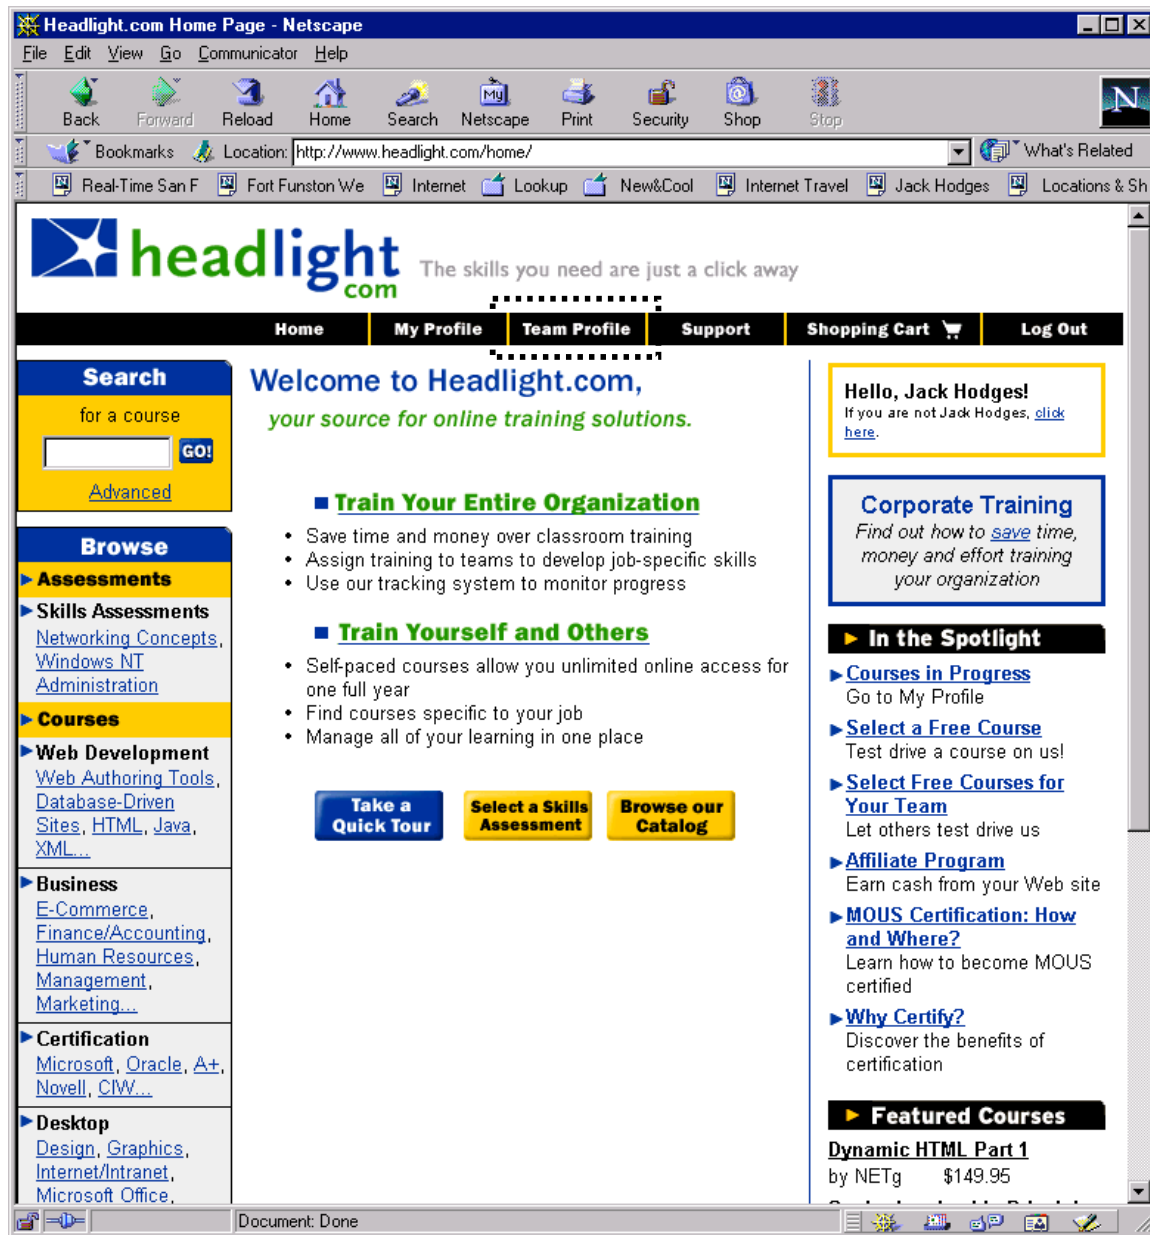 Headlight.com Home Page - Netscape
File Edit View Go Communicator Help
Back Forward Reload Home Search Netscape Print Security Shop Stop
My
N
Bookmarks Location: http://www.headlight.com/home/ What's Related
Real-Time San F Fort Funston We Internet Lookup New&Cool Internet Travel Jack Hodges Locations & Sh
headlight
com
The skills you need are just a click away
Home My Profile Team Profile Support Shopping Cart Log Out
Search
for a course
GO!
Advanced
Browse
Assessments
Skills Assessments
Networking Concepts,
Windows NT
Administration
Courses
Web Development
Web Authoring Tools,
Database-Driven
Sites, HTML, Java,
XML...
Business
E-Commerce,
Finance/Accounting,
Human Resources,
Management,
Marketing...
Certification
Microsoft, Oracle, A+,
Novell, CIW...
Desktop
Design, Graphics,
Internet/Intranet,
Microsoft Office,
Welcome to Headlight.com,
your source for online training solutions.
Train Your Entire Organization
• Save time and money over classroom training
• Assign training to teams to develop job-specific skills
• Use our tracking system to monitor progress
Train Yourself and Others
• Self-paced courses allow you unlimited online access for
one full year
• Find courses specific to your job
• Manage all of your learning in one place
Take a
Quick Tour
Select a Skills
Assessment
Browse our
Catalog
Hello, Jack Hodges!
If you are not Jack Hodges, click
here.
Corporate Training
Find out how to save time,
money and effort training
your organization
In the Spotlight
Courses in Progress
Go to My Profile
Select a Free Course
Test drive a course on us!
Select Free Courses for
Your Team
Let others test drive us
Affiliate Program
Earn cash from your Web site
MOUS Certification: How
and Where?
Learn how to become MOUS
certified
Why Certify?
Discover the benefits of
certification
Featured Courses
Dynamic HTML Part 1
by NETg $149.95
Document: Done